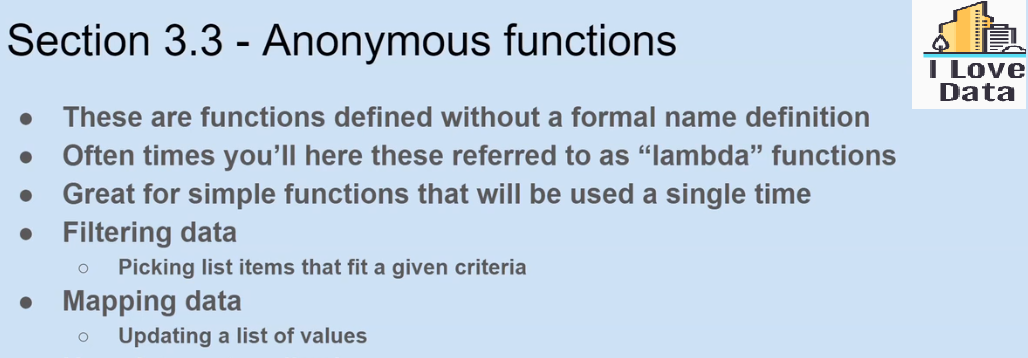 Section 3.3 - Anonymous functions
I Love
Data
● These are functions defined without a formal name definition
● Often times you’ll here these referred to as “lambda” functions
● Great for simple functions that will be used a single time
● Filtering data
○ Picking list items that fit a given criteria
● Mapping data
○ Updating a list of values